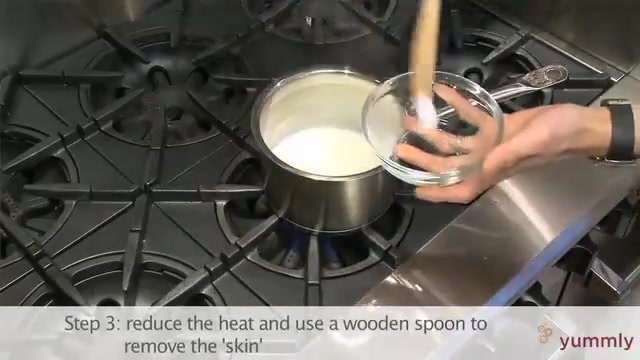 Step 3: reduce the heat and use a wooden spoon to
remove the 'skin'
yummly